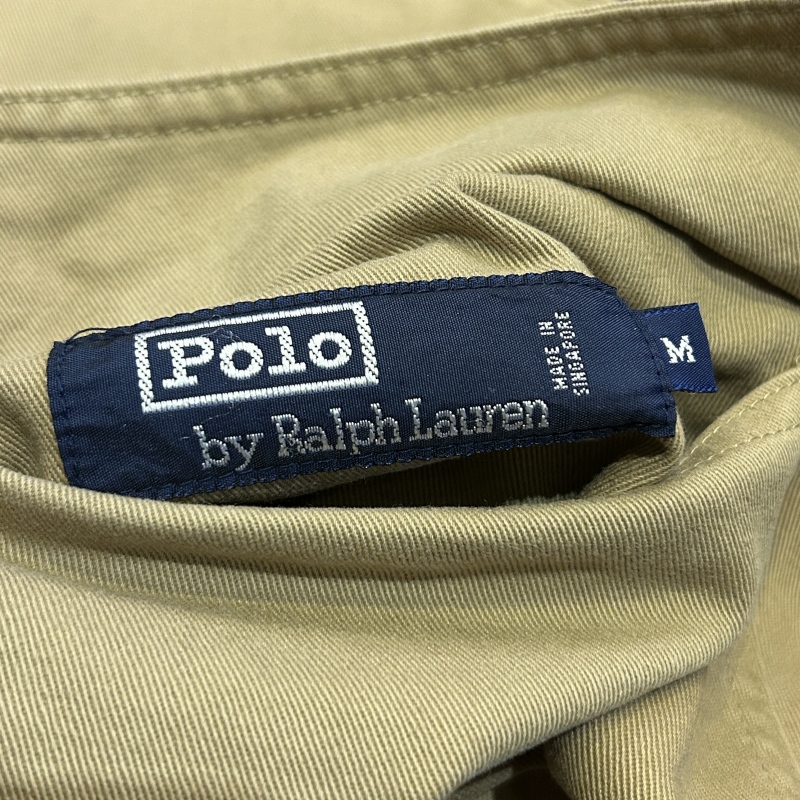 Polo
by Ralph Lauren
MADE IN
SINGAPORE
M